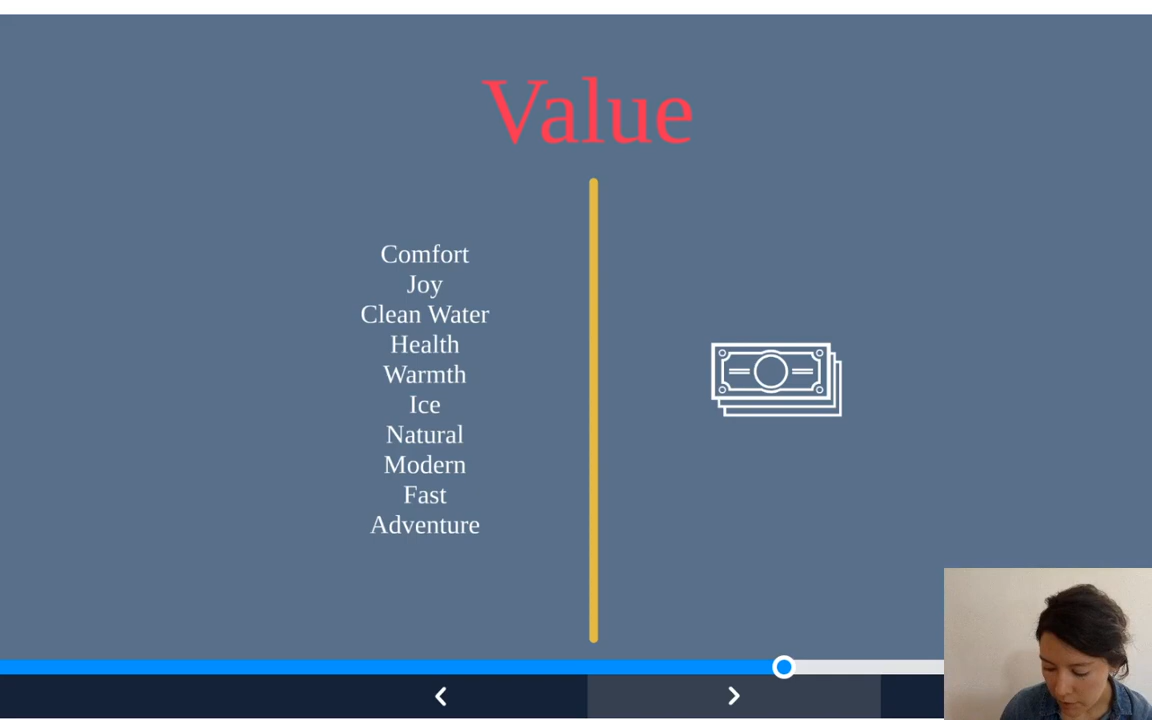 Value
Comfort
Joy
Clean Water
Health
Warmth
Ice
Natural
Modern
Fast
Adventure